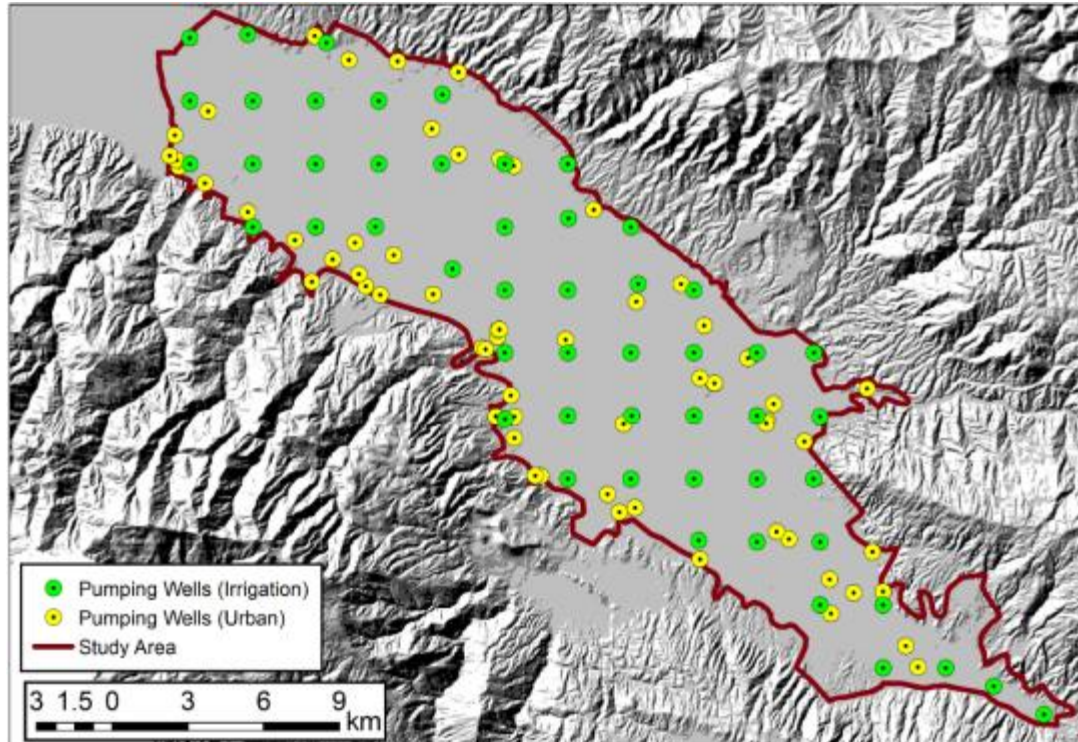 Pumping Wells (Irrigation)
Pumping Wells (Urban)
Study Area
3 1.5 0 3 6 9
km